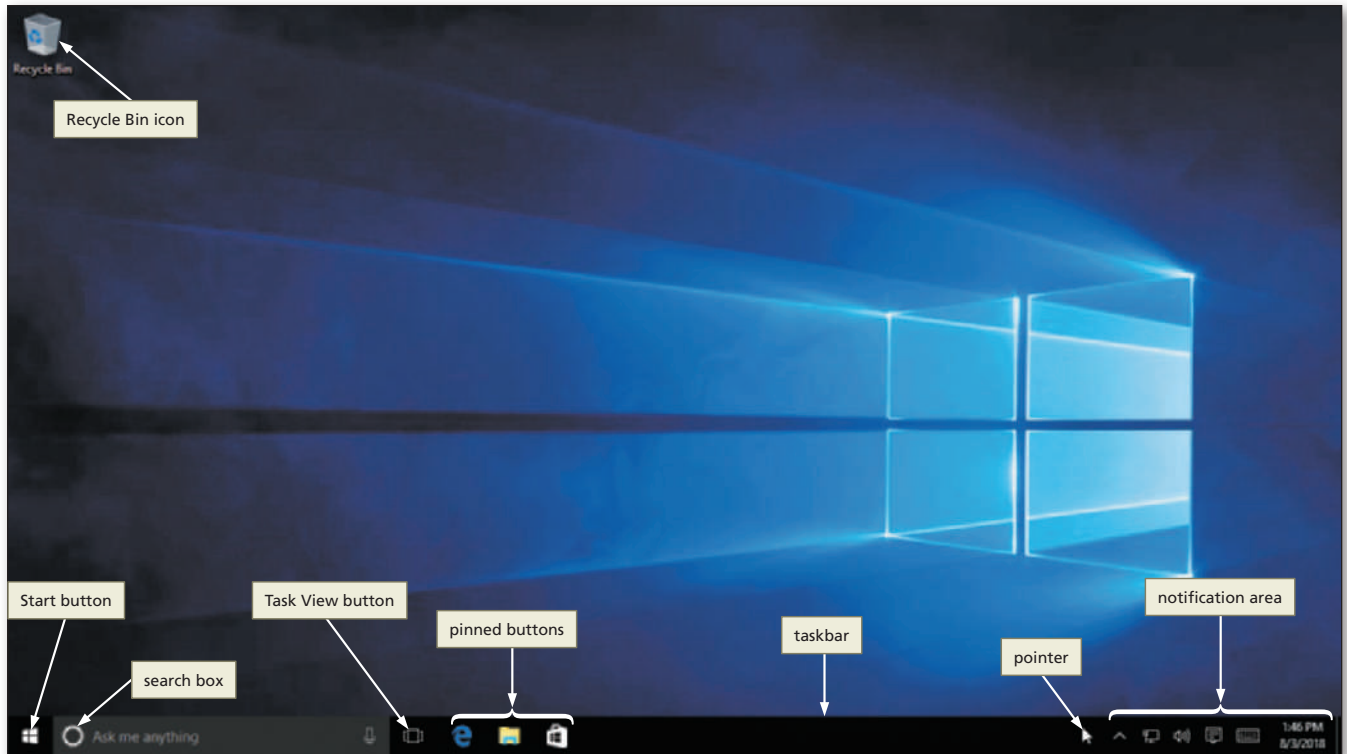 Recycle Bin
Recycle Bin icon
Start button
Task View button
pinned buttons
taskbar
notification area
pointer
search box
Ask me anything
1:46 PM
8/3/2018